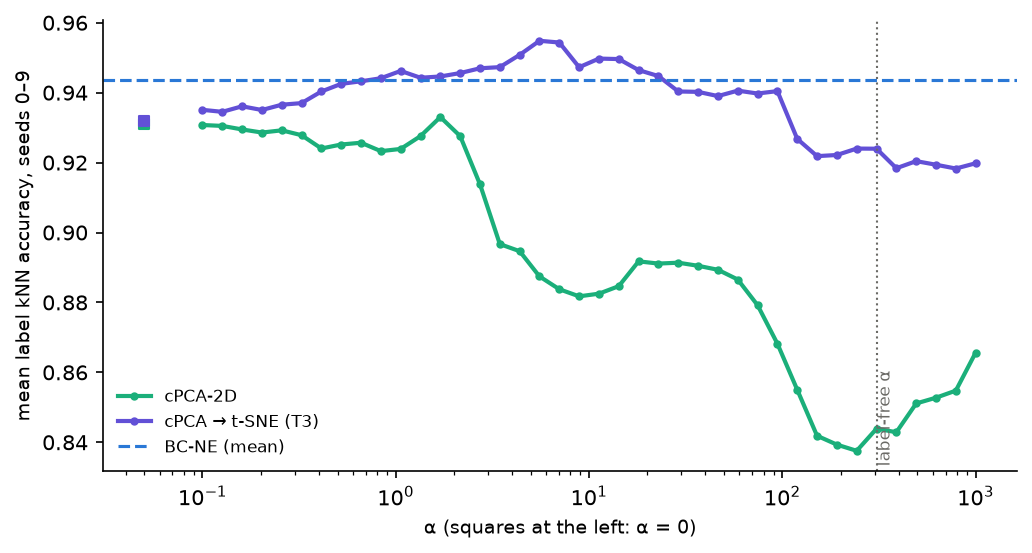 mean label kNN accuracy, seeds 0–9
0.96
0.94
0.92
0.90
0.88
0.86
0.84
cPCA-2D
cPCA → t-SNE (T3)
BC-NE (mean)
label-free α
10⁻¹
10⁰
10¹
10²
10³
α (squares at the left: α = 0)